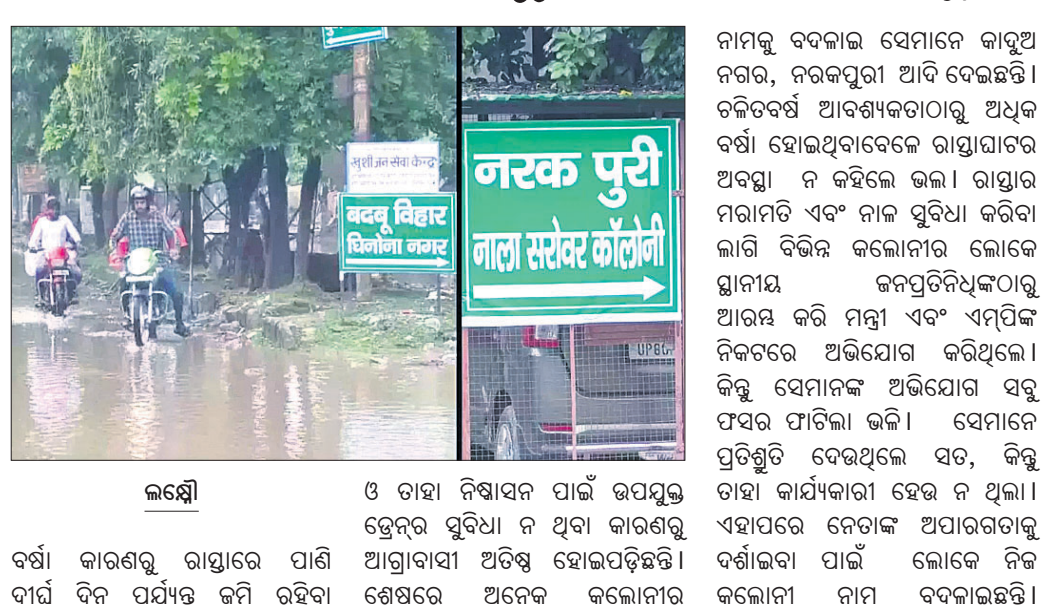 खुशी जन सेवा केन्द्र
बदबू विहार
घिनोना नगर
नरक पुरी
नाला सरोवर कॉलोनी
ଲକ୍ଷ୍ନୌ
ବର୍ଷା କାରଣରୁ ରାସ୍ତାରେ ପାଣି
ଦୀର୍ଘ ଦିନ ପର୍ଯ୍ୟନ୍ତ ଜମି ରହିବା
ଓ ତାହା ନିଷ୍କାସନ ପାଇଁ ଉପଯୁକ୍ତ
ଡ୍ରେନ୍‌ର ସୁବିଧା ନ ଥିବା କାରଣରୁ
ଆଗ୍ରାବାସୀ ଅତିଷ୍ଠ ହୋଇପଡ଼ିଛନ୍ତି।
ଶେଷରେ ଅନେକ କଲୋନୀର
ନାମକୁ ବଦଳାଇ ସେମାନେ କାଦୁଅ
ନଗର, ନରକପୁରୀ ଆଦି ଦେଇଛନ୍ତି।
ଚଳିତବର୍ଷ ଆବଶ୍ୟକତାଠାରୁ ଅଧିକ
ବର୍ଷା ହୋଇଥିବାବେଳେ ରାସ୍ତାଘାଟର
ଅବସ୍ଥା ନ କହିଲେ ଭଲ। ରାସ୍ତାର
ମରାମତି ଏବଂ ନାଳ ସୁବିଧା କରିବା
ଲାଗି ବିଭିନ୍ନ କଲୋନୀର ଲୋକେ
ସ୍ଥାନୀୟ ଜନପ୍ରତିନିଧିଙ୍କଠାରୁ
ଆରମ୍ଭ କରି ମନ୍ତ୍ରୀ ଏବଂ ଏମ୍‌ପିଙ୍କ
ନିକଟରେ ଅଭିଯୋଗ କରିଥିଲେ।
କିନ୍ତୁ ସେମାନଙ୍କ ଅଭିଯୋଗ ସବୁ
ଫସର ଫାଟିଲା ଭଳି। ସେମାନେ
ପ୍ରତିଶ୍ରୁତି ଦେଉଥିଲେ ସତ, କିନ୍ତୁ
ତାହା କାର୍ଯ୍ୟକାରୀ ହେଉ ନ ଥିଲା।
ଏହାପରେ ନେତାଙ୍କ ଅପାରଗତାକୁ
ଦର୍ଶାଇବା ପାଇଁ ଲୋକେ ନିଜ
କଲୋନୀ ନାମ ବଦଳାଇଛନ୍ତି।